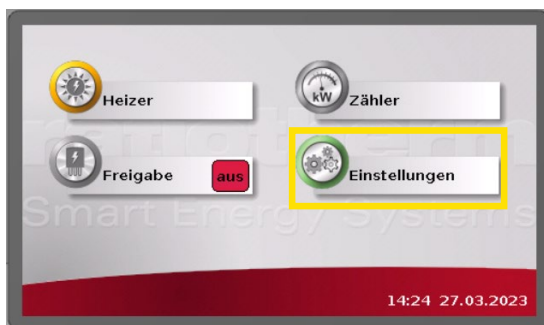 Heizer
kW
Zähler
Freigabe
aus
Einstellungen
Smart Energy Systems
14:24 27.03.2023